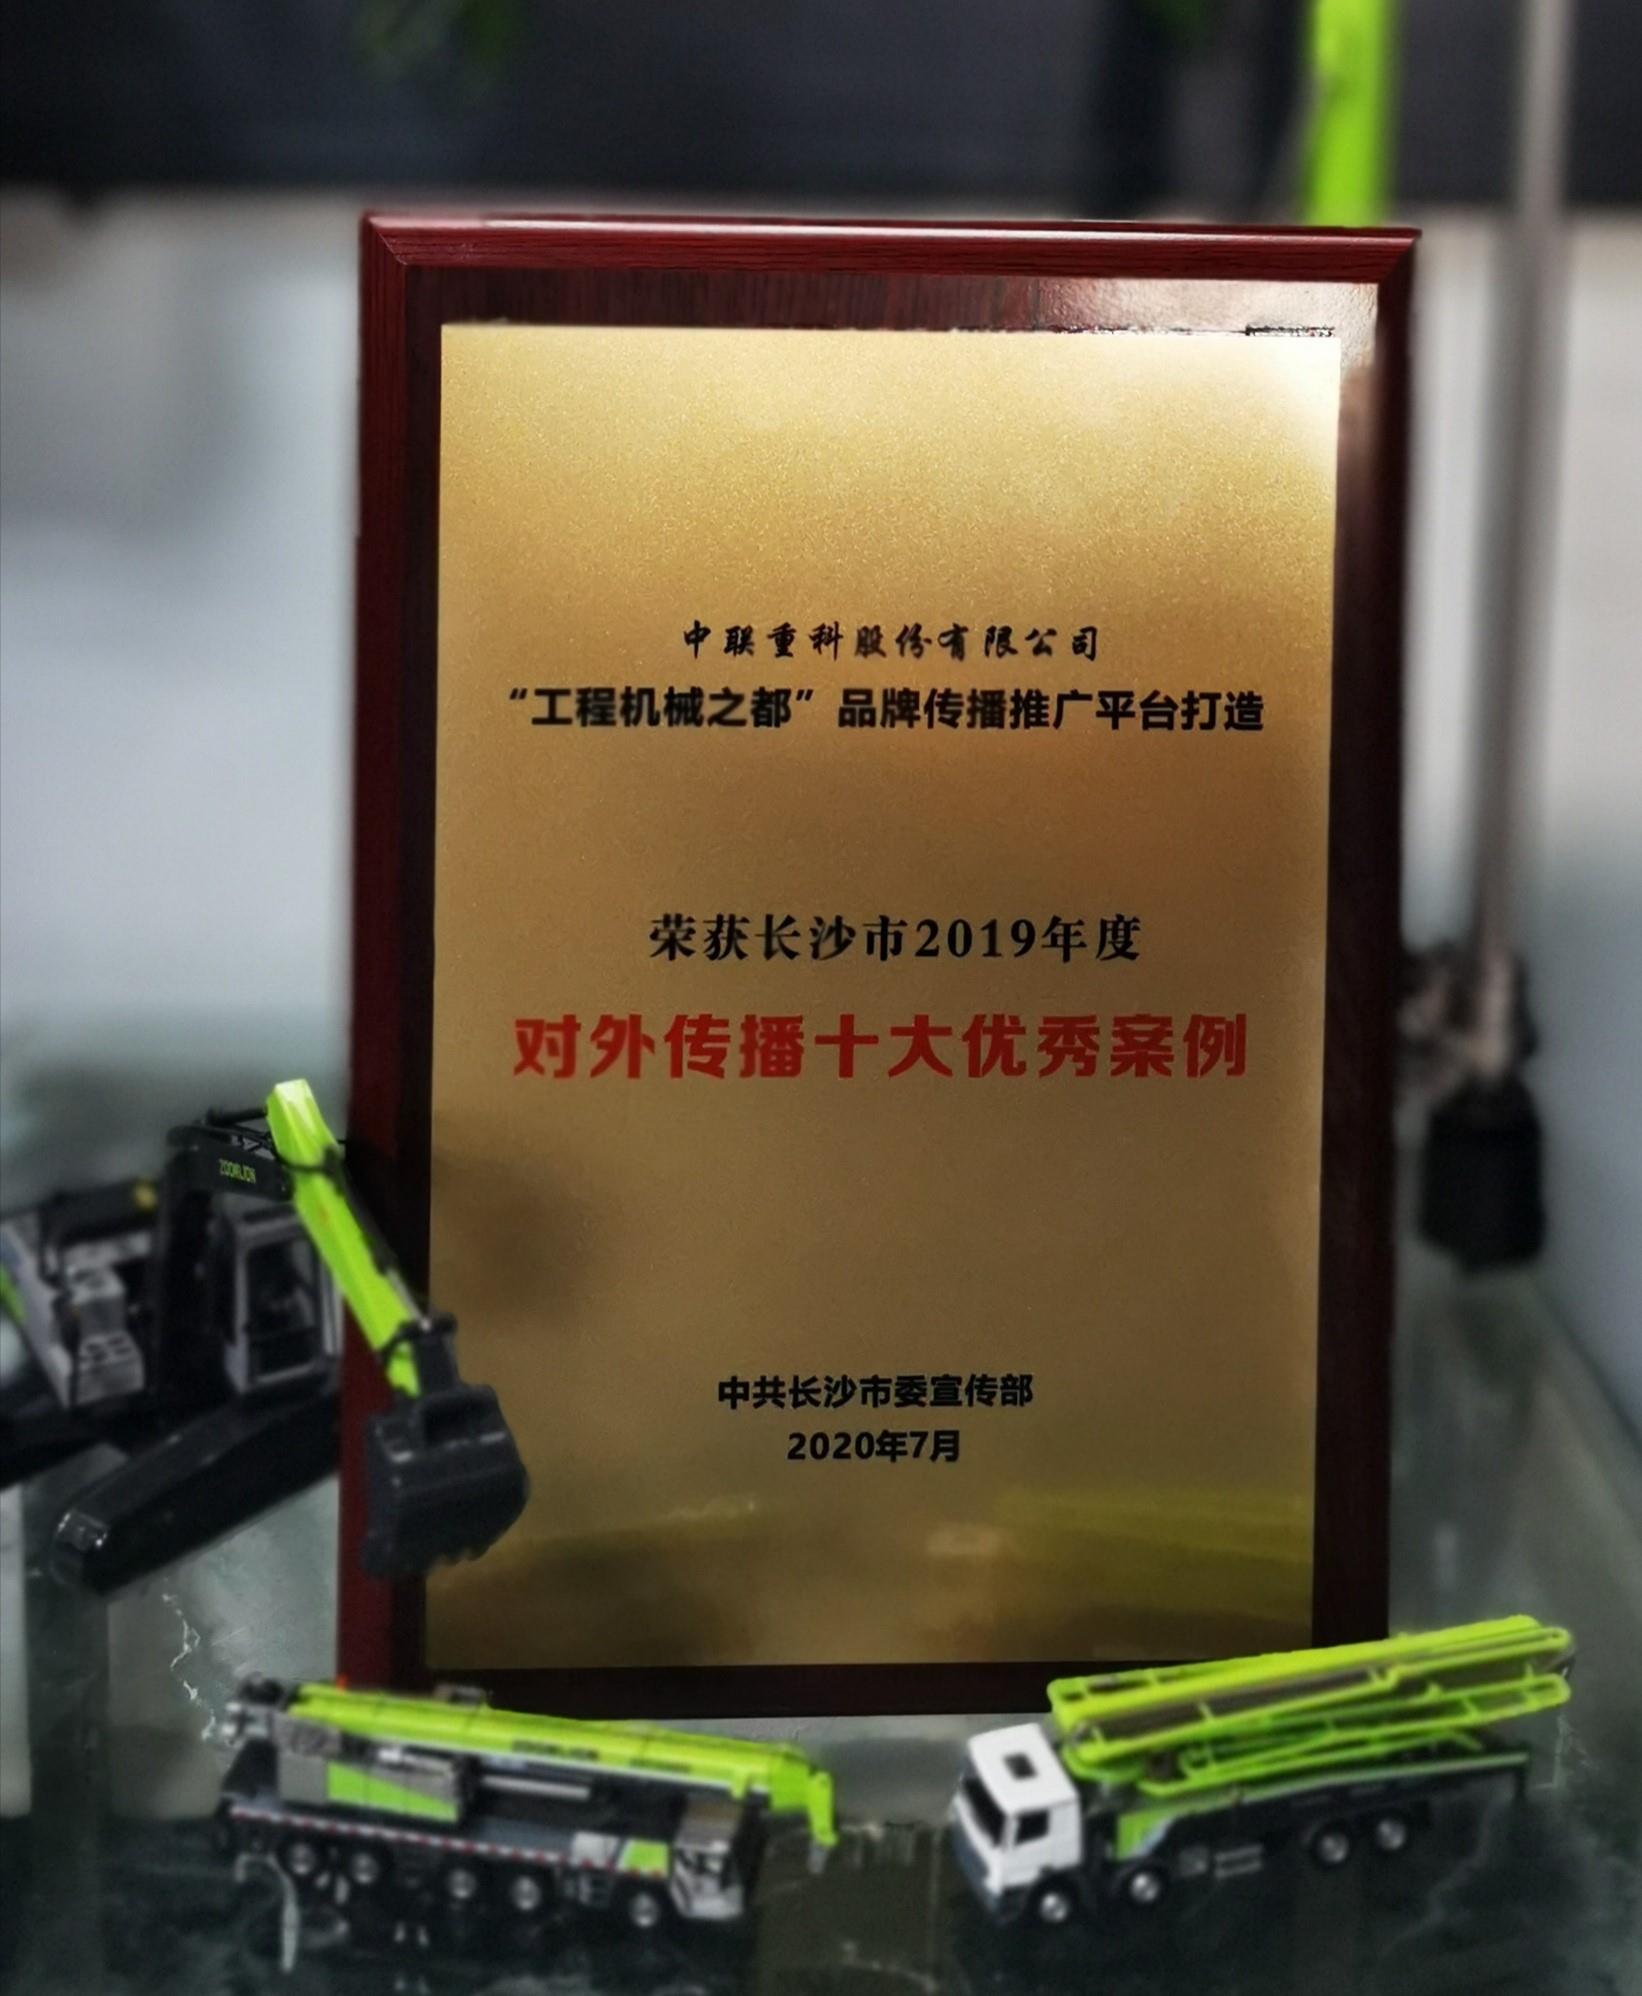 中联重科股份有限公司
“工程机械之都”品牌传播推广平台打造
荣获长沙市2019年度
对外传播十大优秀案例
中共长沙市委宣传部
2020年7月
ZOOMLION